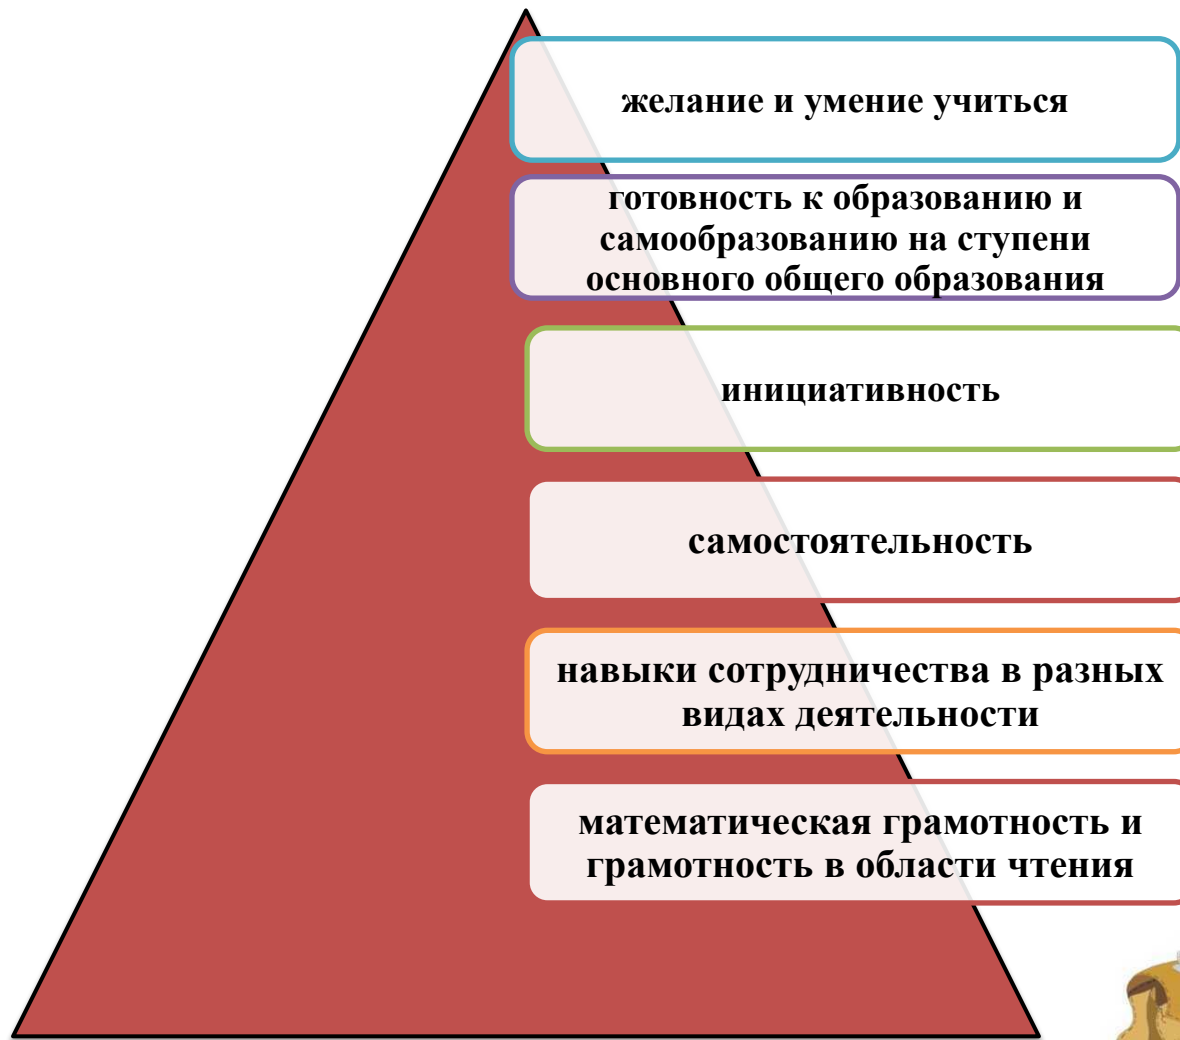 желание и умение учиться
готовность к образованию и
самообразованию на ступени
основного общего образования
инициативность
самостоятельность
навыки сотрудничества в разных
видах деятельности
математическая грамотность и
грамотность в области чтения